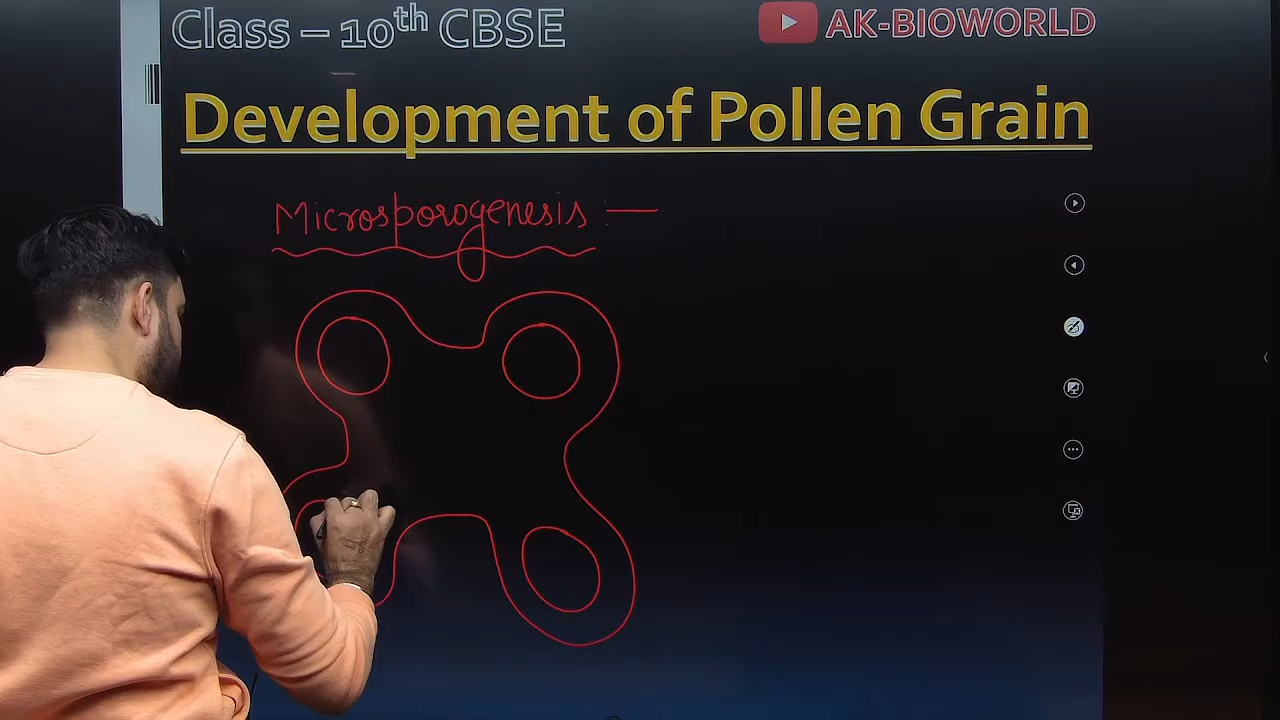 Class – 10th CBSE
AK-BIOWORLD
Development of Pollen Grain
Microsporogenesis :—